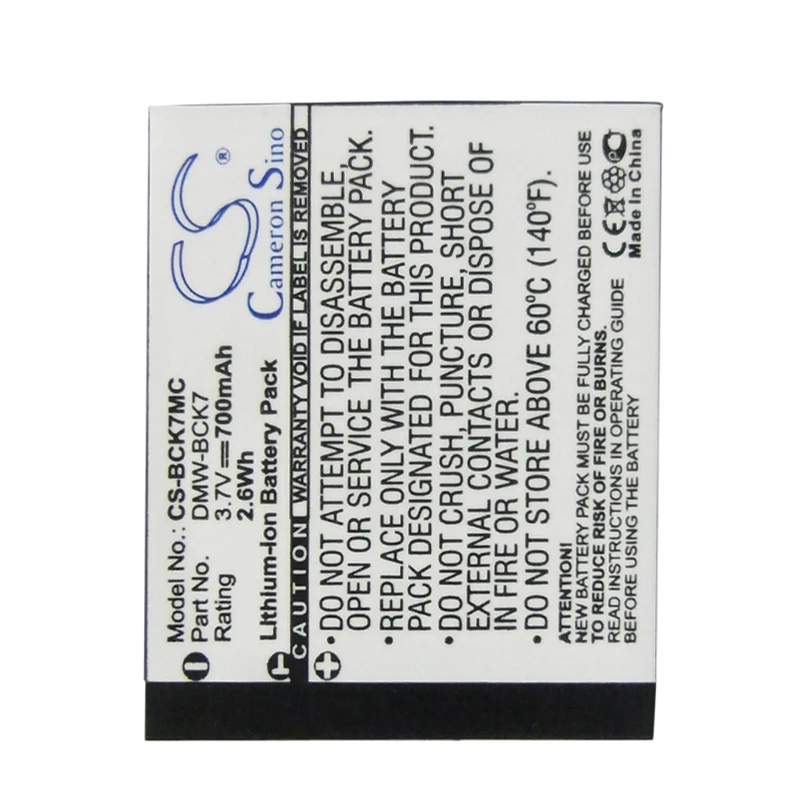 CS®
Cameron Sino
Model No.: CS-BCK7MC
Part No. DMW-BCK7
Rating 3.7V 700mAh
2.6Wh
Lithium-Ion Battery Pack
CAUTION WARRANTY VOID IF LABEL IS REMOVED
• DO NOT ATTEMPT TO DISASSEMBLE,
OPEN OR SERVICE THE BATTERY PACK.
• REPLACE ONLY WITH THE BATTERY
PACK DESIGNATED FOR THIS PRODUCT.
• DO NOT CRUSH, PUNCTURE, SHORT
EXTERNAL CONTACTS OR DISPOSE OF
IN FIRE OR WATER.
• DO NOT STORE ABOVE 60°C (140°F).
ATTENTION!
NEW BATTERY PACK MUST BE FULLY CHARGED BEFORE USE
TO REDUCE RISK OF FIRE OR BURNS.
READ INSTRUCTIONS IN OPERATING GUIDE
CE
Made in China